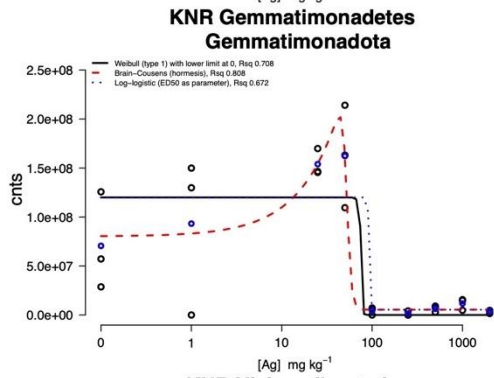 KNR Gemmatimonadetes
Gemmatimonadota
Weibull (type 1) with lower limit at 0, Rsq 0.708
Brain-Cousens (hormesis), Rsq 0.808
Log-logistic (ED50 as parameter), Rsq 0.672
cnts
2.5e+08
2.0e+08
1.5e+08
1.0e+08
5.0e+07
0.0e+00
0
1
10
100
1000
[Ag] mg kg⁻¹